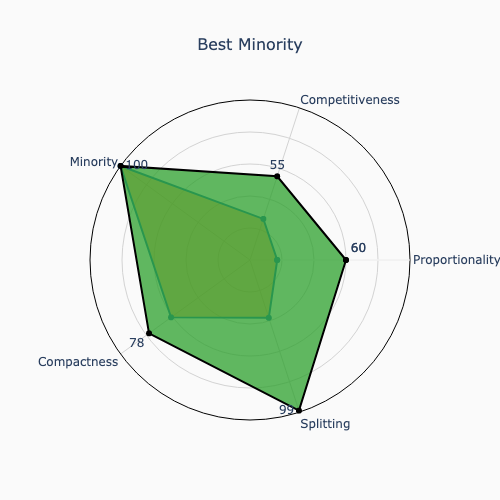 Best Minority
Competitiveness
Minority
100
55
60
Proportionality
78
Compactness
99
Splitting